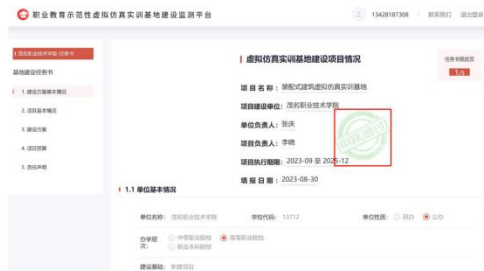 职业教育示范性虚拟仿真实训基地建设监测平台
13428187308 联系我们 退出登录
茂名职业技术学院-任务书
基地建设任务书
1. 建设方案基本情况
2. 项目基本情况
3. 建设方案
4. 项目预算
5. 责任声明
虚拟仿真实训基地建设项目情况
项目名称：装配式建筑虚拟仿真实训基地
项目建设单位：茂名职业技术学院
单位负责人：张庆
项目负责人：李晓
项目执行期限：2023-09 至 2025-12
填报日期：2023-08-30
1.1 单位基本情况
单位名称：茂名职业技术学院 学校代码：13712 单位性质：民办 公办
办学层次：中等职业院校 高等职业院校
职业本科院校
建设基础：新建项目